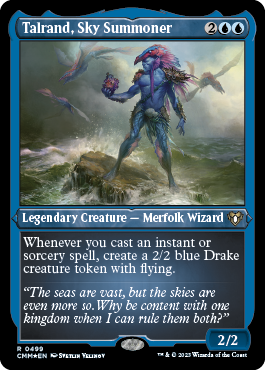 Talrand, Sky Summoner 2
Legendary Creature — Merfolk Wizard
Whenever you cast an instant or
sorcery spell, create a 2/2 blue Drake
creature token with flying.
“The seas are vast, but the skies are
even more so. Why be content with one
kingdom when I can rule them both?”
2/2
R 0499
CMM★EN Svetlin Velinov
™ & © 2023 Wizards of the Coast